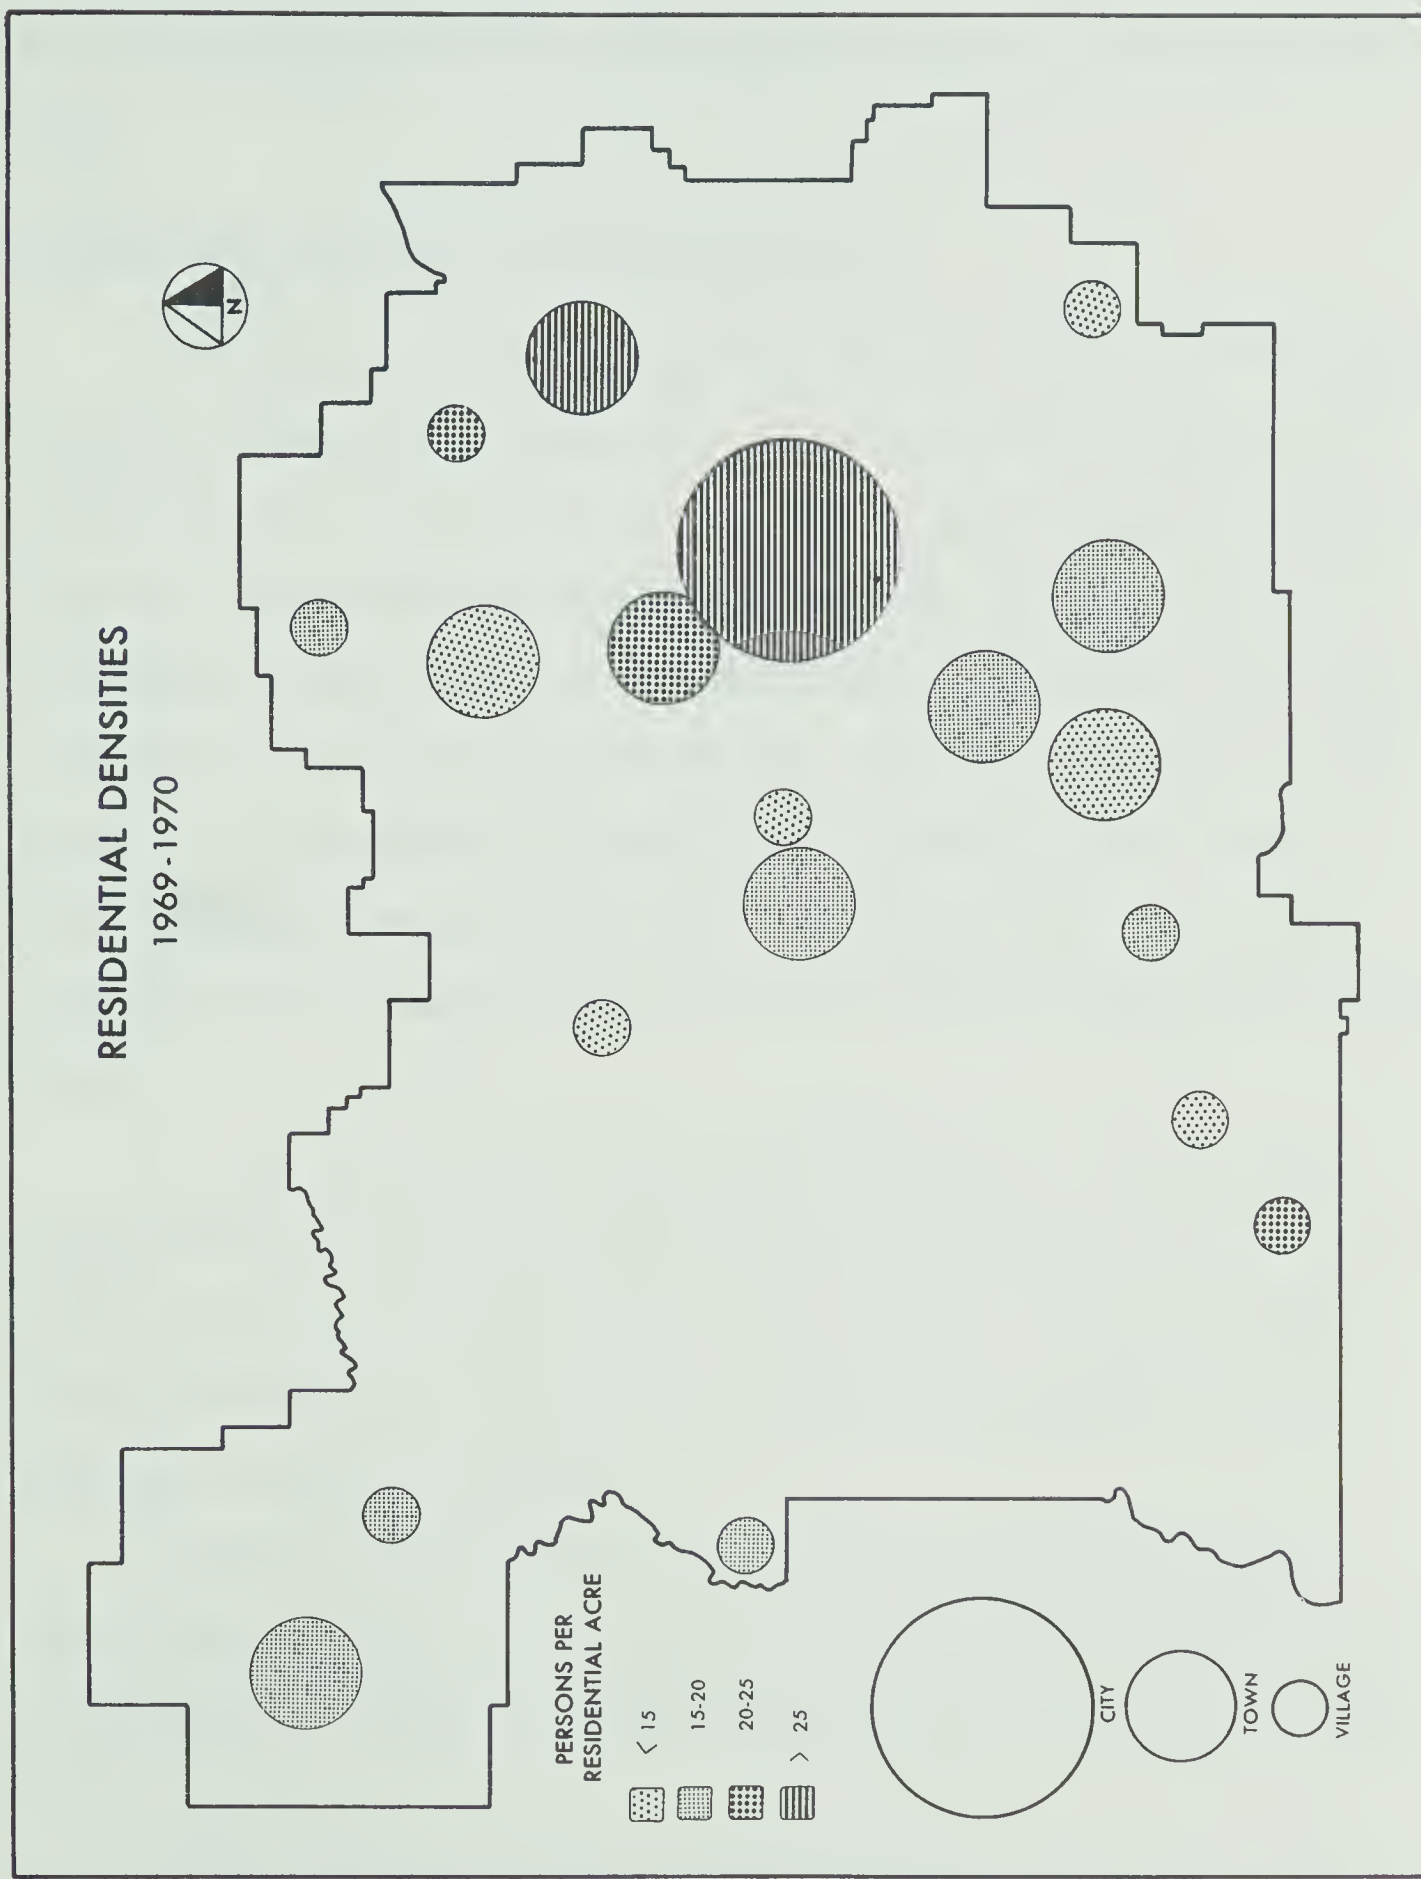 RESIDENTIAL DENSITIES
1969-1970
N
PERSONS PER
RESIDENTIAL ACRE
< 15
15-20
20-25
> 25
CITY
TOWN
VILLAGE